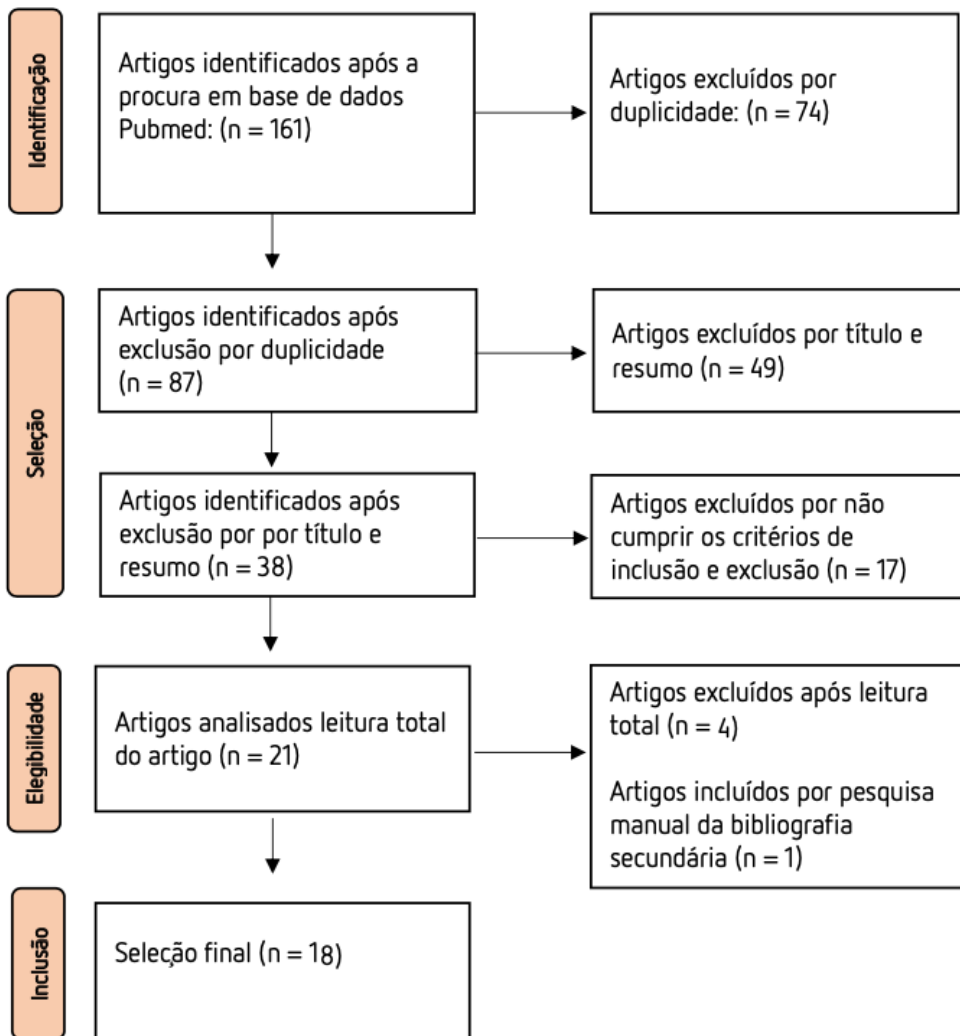 Identificação
Artigos identificados após a
procura em base de dados
Pubmed: (n = 161)
Artigos excluídos por
duplicidade: (n = 74)
Seleção
Artigos identificados após
exclusão por duplicidade
(n = 87)
Artigos excluídos por título e
resumo (n = 49)
Artigos identificados após
exclusão por por título e
resumo (n = 38)
Artigos excluídos por não
cumprir os critérios de
inclusão e exclusão (n = 17)
Elegibilidade
Artigos analisados leitura total
do artigo (n = 21)
Artigos excluídos após leitura
total (n = 4)
Artigos incluídos por pesquisa
manual da bibliografia
secundária (n = 1)
Inclusão
Seleção final (n = 18)